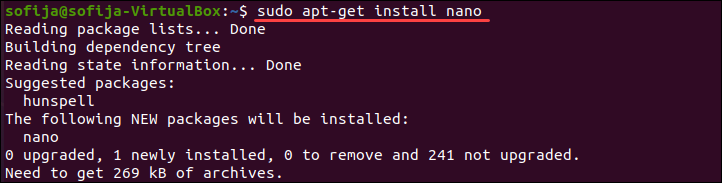 sofija@sofija-VirtualBox:~$ sudo apt-get install nano
Reading package lists... Done
Building dependency tree
Reading state information... Done
Suggested packages:
  hunspell
The following NEW packages will be installed:
  nano
0 upgraded, 1 newly installed, 0 to remove and 241 not upgraded.
Need to get 269 kB of archives.